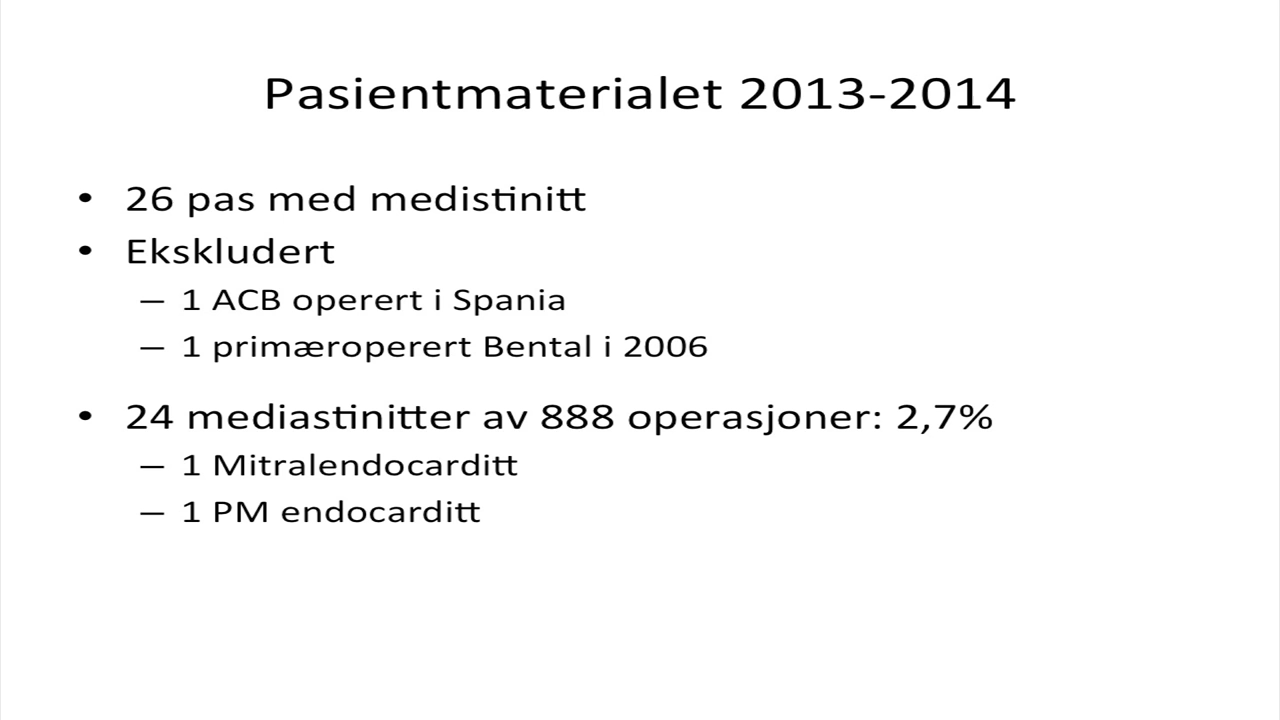 Pasientmaterialet 2013-2014
• 26 pas med medistinitt
• Ekskludert
– 1 ACB operert i Spania
– 1 primæroperert Bental i 2006
• 24 mediastinitter av 888 operasjoner: 2,7%
– 1 Mitralendocarditt
– 1 PM endocarditt